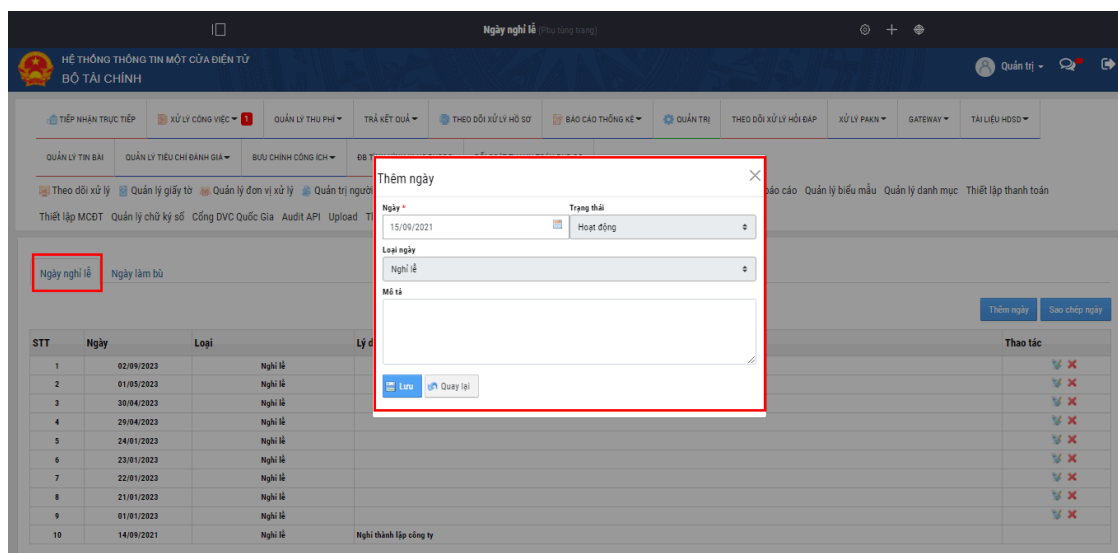 Ngày nghỉ lễ (Phụ tùng trang)
HỆ THỐNG THÔNG TIN MỘT CỬA ĐIỆN TỬ
BỘ TÀI CHÍNH
Quản trị
TIẾP NHẬN TRỰC TIẾP XỬ LÝ CÔNG VIỆC 1 QUẢN LÝ THU PHÍ TRẢ KẾT QUẢ THEO DÕI XỬ LÝ HỒ SƠ BÁO CÁO THỐNG KÊ QUẢN TRỊ THEO DÕI XỬ LÝ HỎI ĐÁP XỬ LÝ PAKN GATEWAY TÀI LIỆU HDSD
QUẢN LÝ TIN BÀI QUẢN LÝ TIÊU CHÍ ĐÁNH GIÁ BƯU CHÍNH CÔNG ÍCH
Theo dõi xử lý Quản lý giấy tờ Quản lý đơn vị xử lý Quản trị báo cáo Quản lý biểu mẫu Quản lý danh mục Thiết lập thanh toán
Thiết lập MCĐT Quản lý chữ ký số Cổng DVC Quốc Gia Audit API Upload
Thêm ngày
Ngày * Trạng thái
15/09/2021 Hoạt động
Loại ngày
Nghỉ lễ
Mô tả
Lưu Quay lại
Ngày nghỉ lễ Ngày làm bù
Thêm ngày Sao chép ngày
STT Ngày Loại Lý Thao tác
1 02/09/2023 Nghỉ lễ
2 01/05/2023 Nghỉ lễ
3 30/04/2023 Nghỉ lễ
4 29/04/2023 Nghỉ lễ
5 24/01/2023 Nghỉ lễ
6 23/01/2023 Nghỉ lễ
7 22/01/2023 Nghỉ lễ
8 21/01/2023 Nghỉ lễ
9 01/01/2023 Nghỉ lễ
10 14/09/2021 Nghỉ lễ Nghỉ thành lập công ty